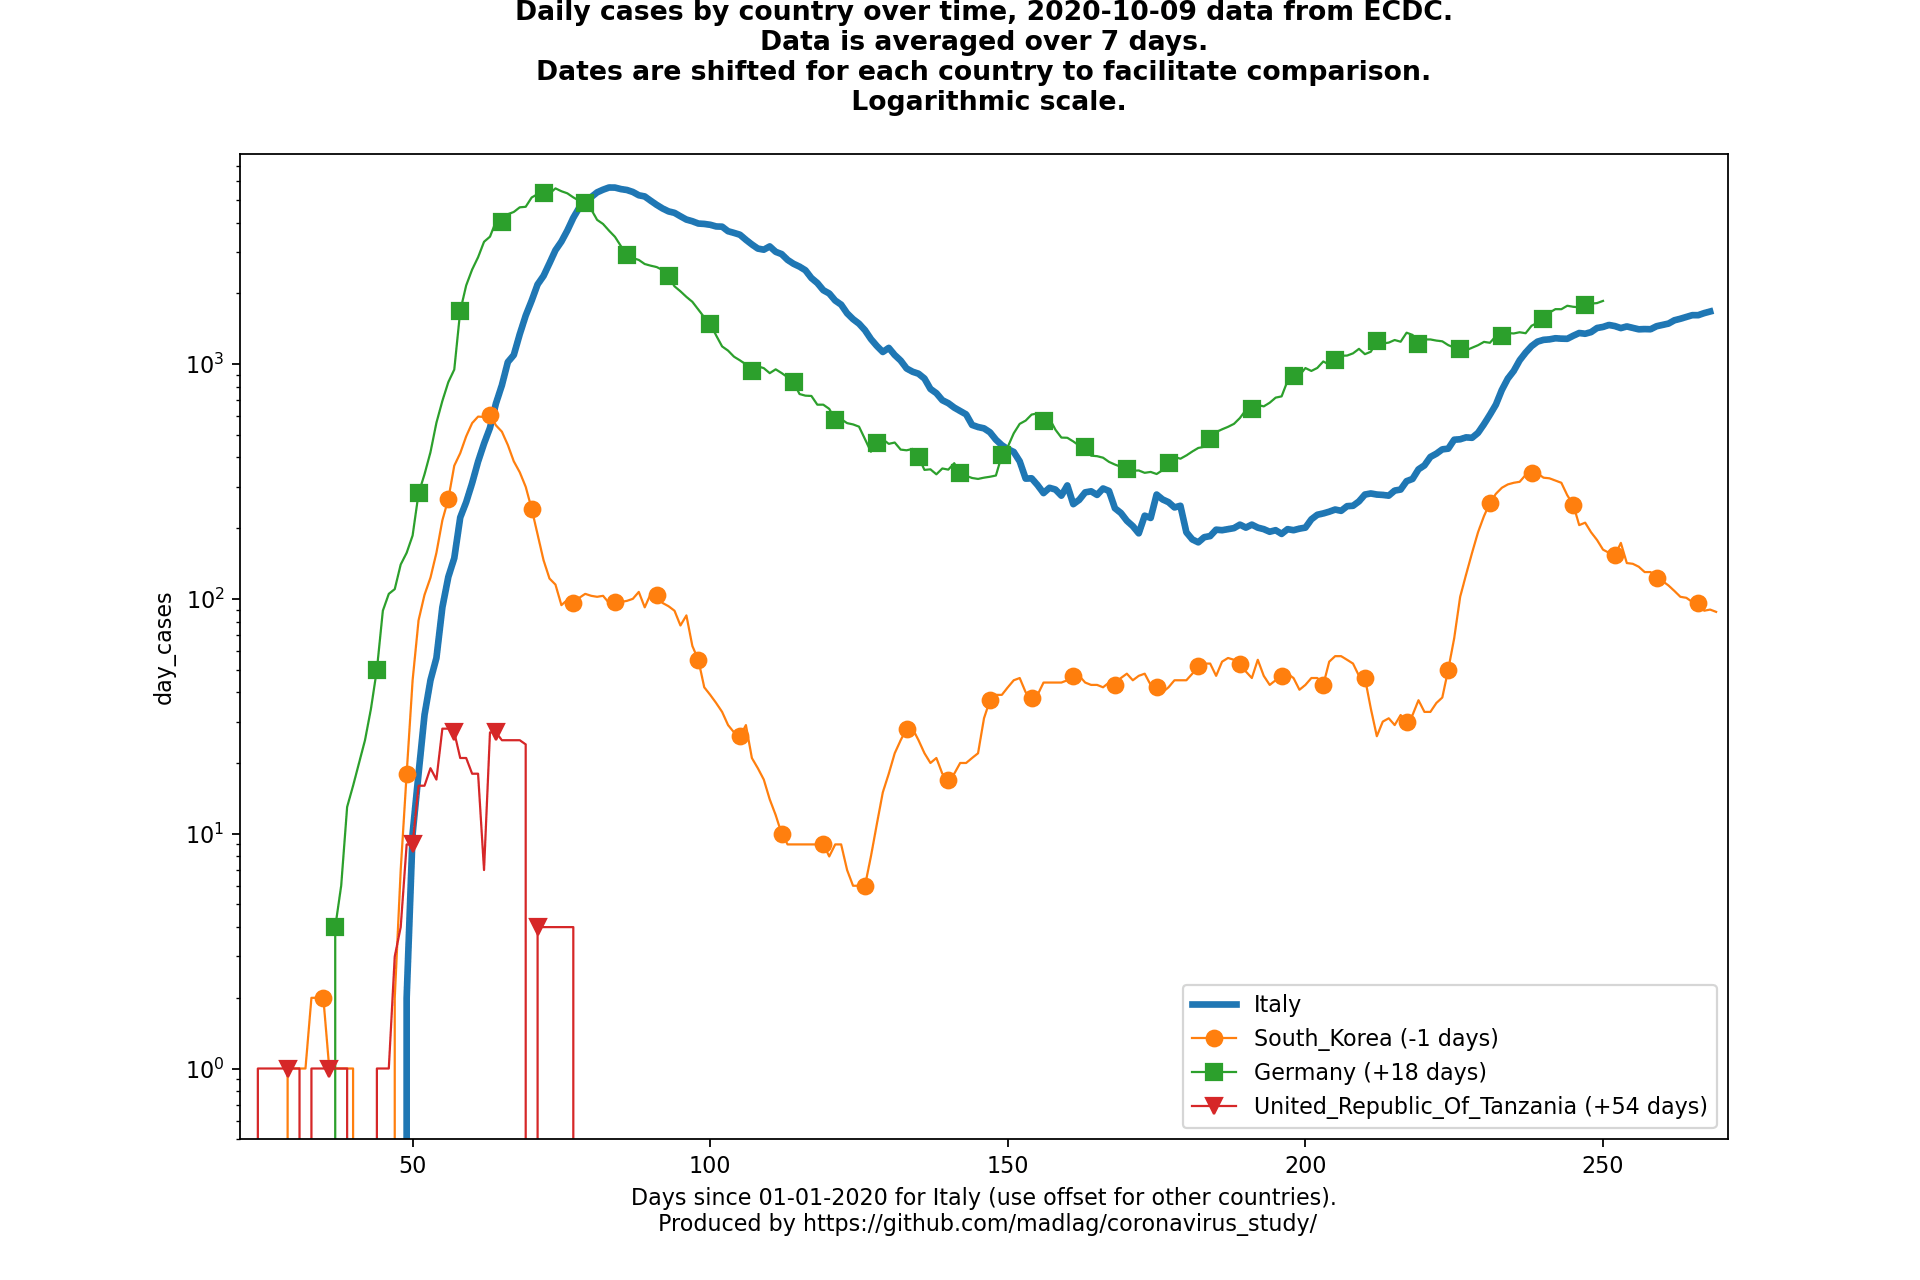 Daily cases by country over time, 2020-10-09 data from ECDC.
Data is averaged over 7 days.
Dates are shifted for each country to facilitate comparison.
Logarithmic scale.
day_cases
10³
10²
10¹
10⁰
50
100
150
200
250
Italy
South_Korea (-1 days)
Germany (+18 days)
United_Republic_Of_Tanzania (+54 days)
Days since 01-01-2020 for Italy (use offset for other countries).
Produced by https://github.com/madlag/coronavirus_study/